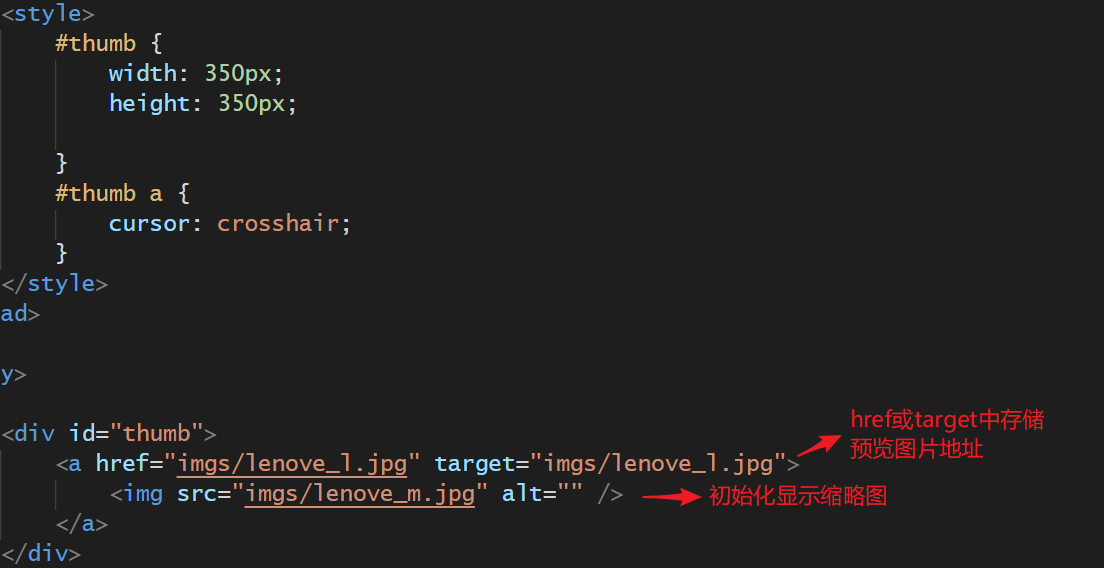 <style>
#thumb {
width: 350px;
height: 350px;
}
#thumb a {
cursor: crosshair;
}
</style>
ad>
y>
<div id="thumb">
href或target中存储
预览图片地址
<a href="imgs/lenove_l.jpg" target="imgs/lenove_l.jpg">
<img src="imgs/lenove_m.jpg" alt="" />
初始化显示缩略图
</a>
</div>